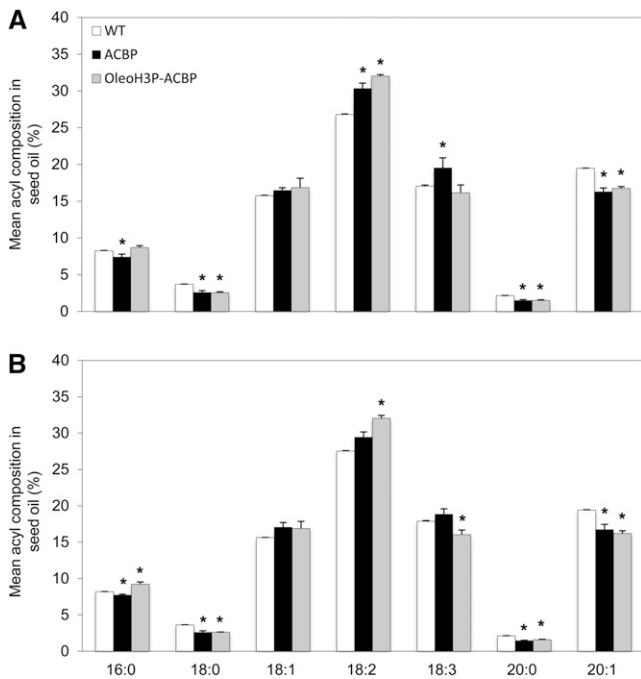 A
WT
ACBP
OleoH3P-ACBP
Mean acyl composition in
seed oil (%)
40
35
30
25
20
15
10
5
0
* * * * * * * * * * *
B
Mean acyl composition in
seed oil (%)
40
35
30
25
20
15
10
5
0
* * * * * * * * * *
16:0 18:0 18:1 18:2 18:3 20:0 20:1